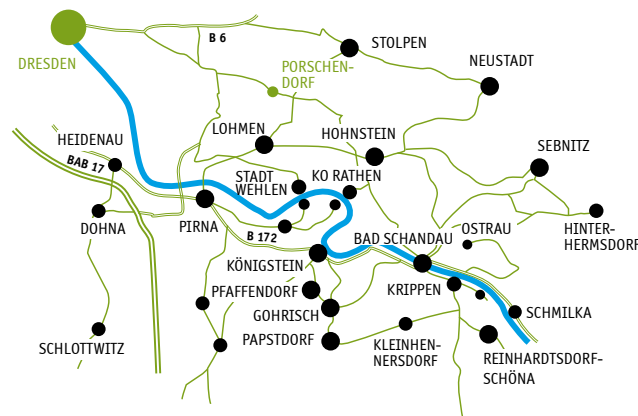 B 6
STOLPEN
DRESDEN
PORSCHEN-
DORF
NEUSTADT
HEIDENAU
LOHMEN
HOHNSTEIN
SEBNITZ
BAB 17
STADT
WEHLEN
KO RATHEN
DOHNA
PIRNA
B 172
BAD SCHANDAU
OSTRAU
HINTER-
HERMSDORF
KÖNIGSTEIN
PFAFFENDORF
KRIPPEN
GOHRISCH
SCHMILKA
SCHLOTTWITZ
PAPSTDORF
KLEINHEN-
NERSDORF
REINHARDTSDORF-
SCHÖNA